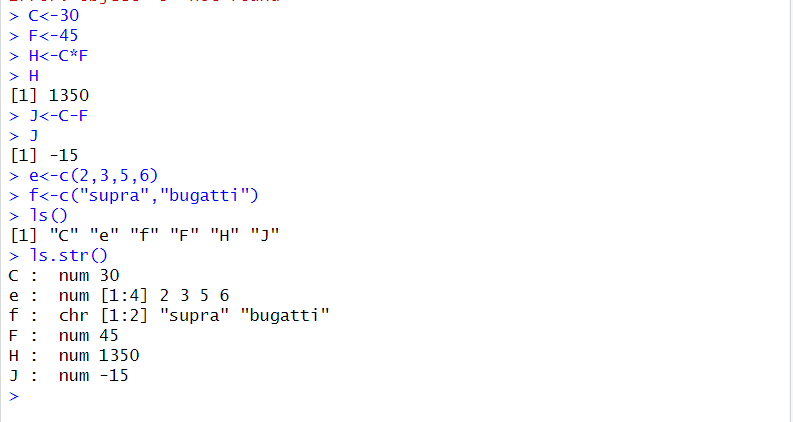 > C<-30
> F<-45
> H<-C*F
> H
[1] 1350
> J<-C-F
> J
[1] -15
> e<-c(2,3,5,6)
> f<-c("supra","bugatti")
> ls()
[1] "C" "e" "f" "F" "H" "J"
> ls.str()
C :  num 30
e :  num [1:4] 2 3 5 6
f :  chr [1:2] "supra" "bugatti"
F :  num 45
H :  num 1350
J :  num -15
>